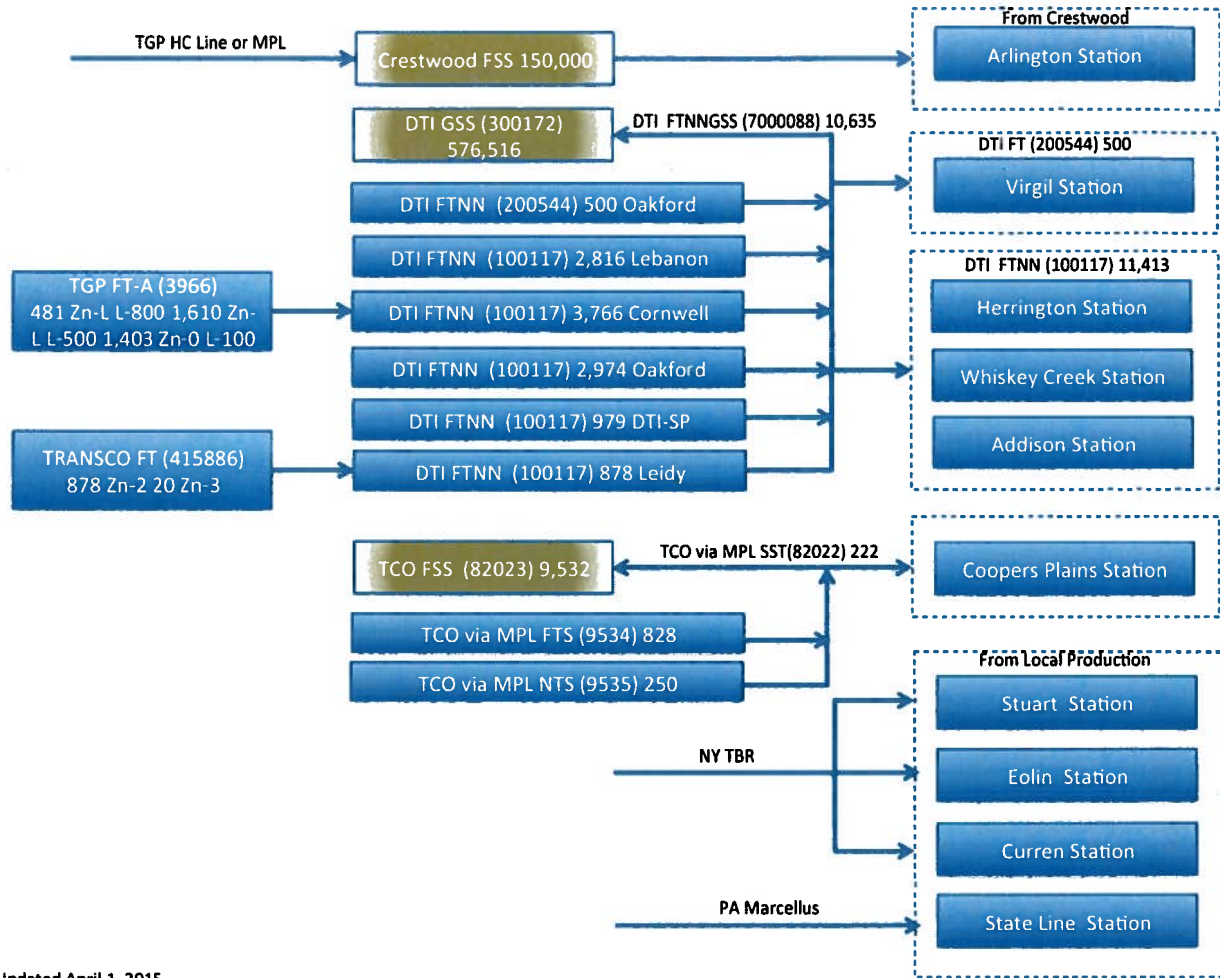 From Crestwood
TGP HC Line or MPL
Crestwood FSS 150,000
Arlington Station
DTI GSS (300172)
576,516
DTI FTNNGSS (7000088) 10,635
DTI FT (200544) 500
Virgil Station
DTI FTNN (200544) 500 Oakford
DTI FTNN (100117) 2,816 Lebanon
DTI FTNN (100117) 11,413
TGP FT-A (3966)
481 Zn-L L-800 1,610 Zn-
L L-500 1,403 Zn-0 L-100
DTI FTNN (100117) 3,766 Cornwell
Herrington Station
DTI FTNN (100117) 2,974 Oakford
Whiskey Creek Station
DTI FTNN (100117) 979 DTI-SP
Addison Station
TRANSCO FT (415886)
878 Zn-2 20 Zn-3
DTI FTNN (100117) 878 Leidy
TCO FSS (82023) 9,532
TCO via MPL SST(82022) 222
Coopers Plains Station
TCO via MPL FTS (9534) 828
TCO via MPL NTS (9535) 250
From Local Production
Stuart Station
NY TBR
Eolin Station
Curren Station
PA Marcellus
State Line Station
Updated April 1, 2015